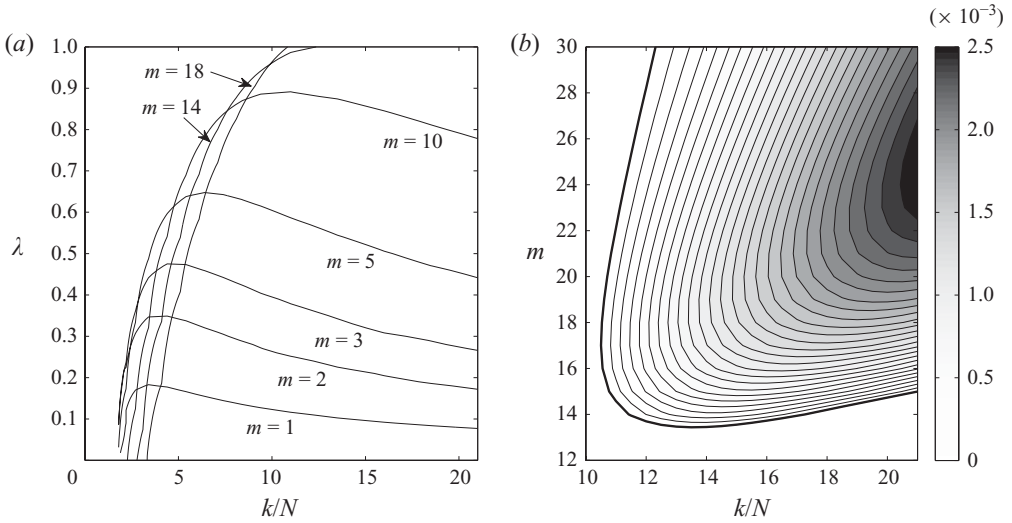 (a)
1.0
0.9
0.8
0.7
0.6
λ
0.5
0.4
0.3
0.2
0.1
0
5
10
15
20
k/N
m = 18
m = 14
m = 10
m = 5
m = 3
m = 2
m = 1
(b)
30
28
26
24
22
m
20
18
16
14
12
10
12
14
16
18
20
k/N
(× 10⁻³)
2.5
2.0
1.5
1.0
0.5
0